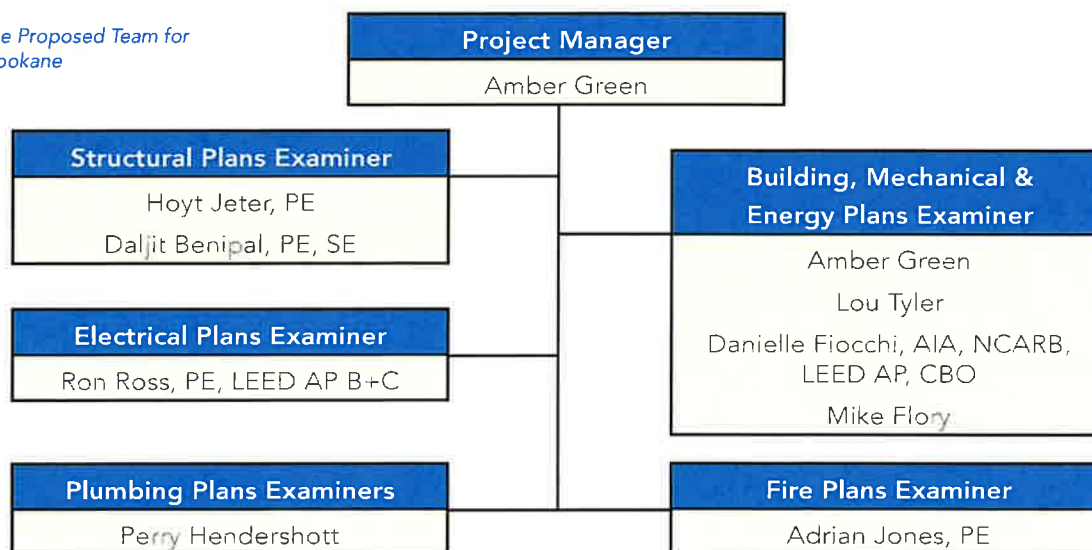 e Proposed Team for
pokane
Project Manager
Amber Green
Structural Plans Examiner
Hoyt Jeter, PE
Daljit Benipal, PE, SE
Building, Mechanical &
Energy Plans Examiner
Amber Green
Lou Tyler
Danielle Fiocchi, AIA, NCARB,
LEED AP, CBO
Mike Flory
Electrical Plans Examiner
Ron Ross, PE, LEED AP B+C
Plumbing Plans Examiners
Perry Hendershott
Fire Plans Examiner
Adrian Jones, PE